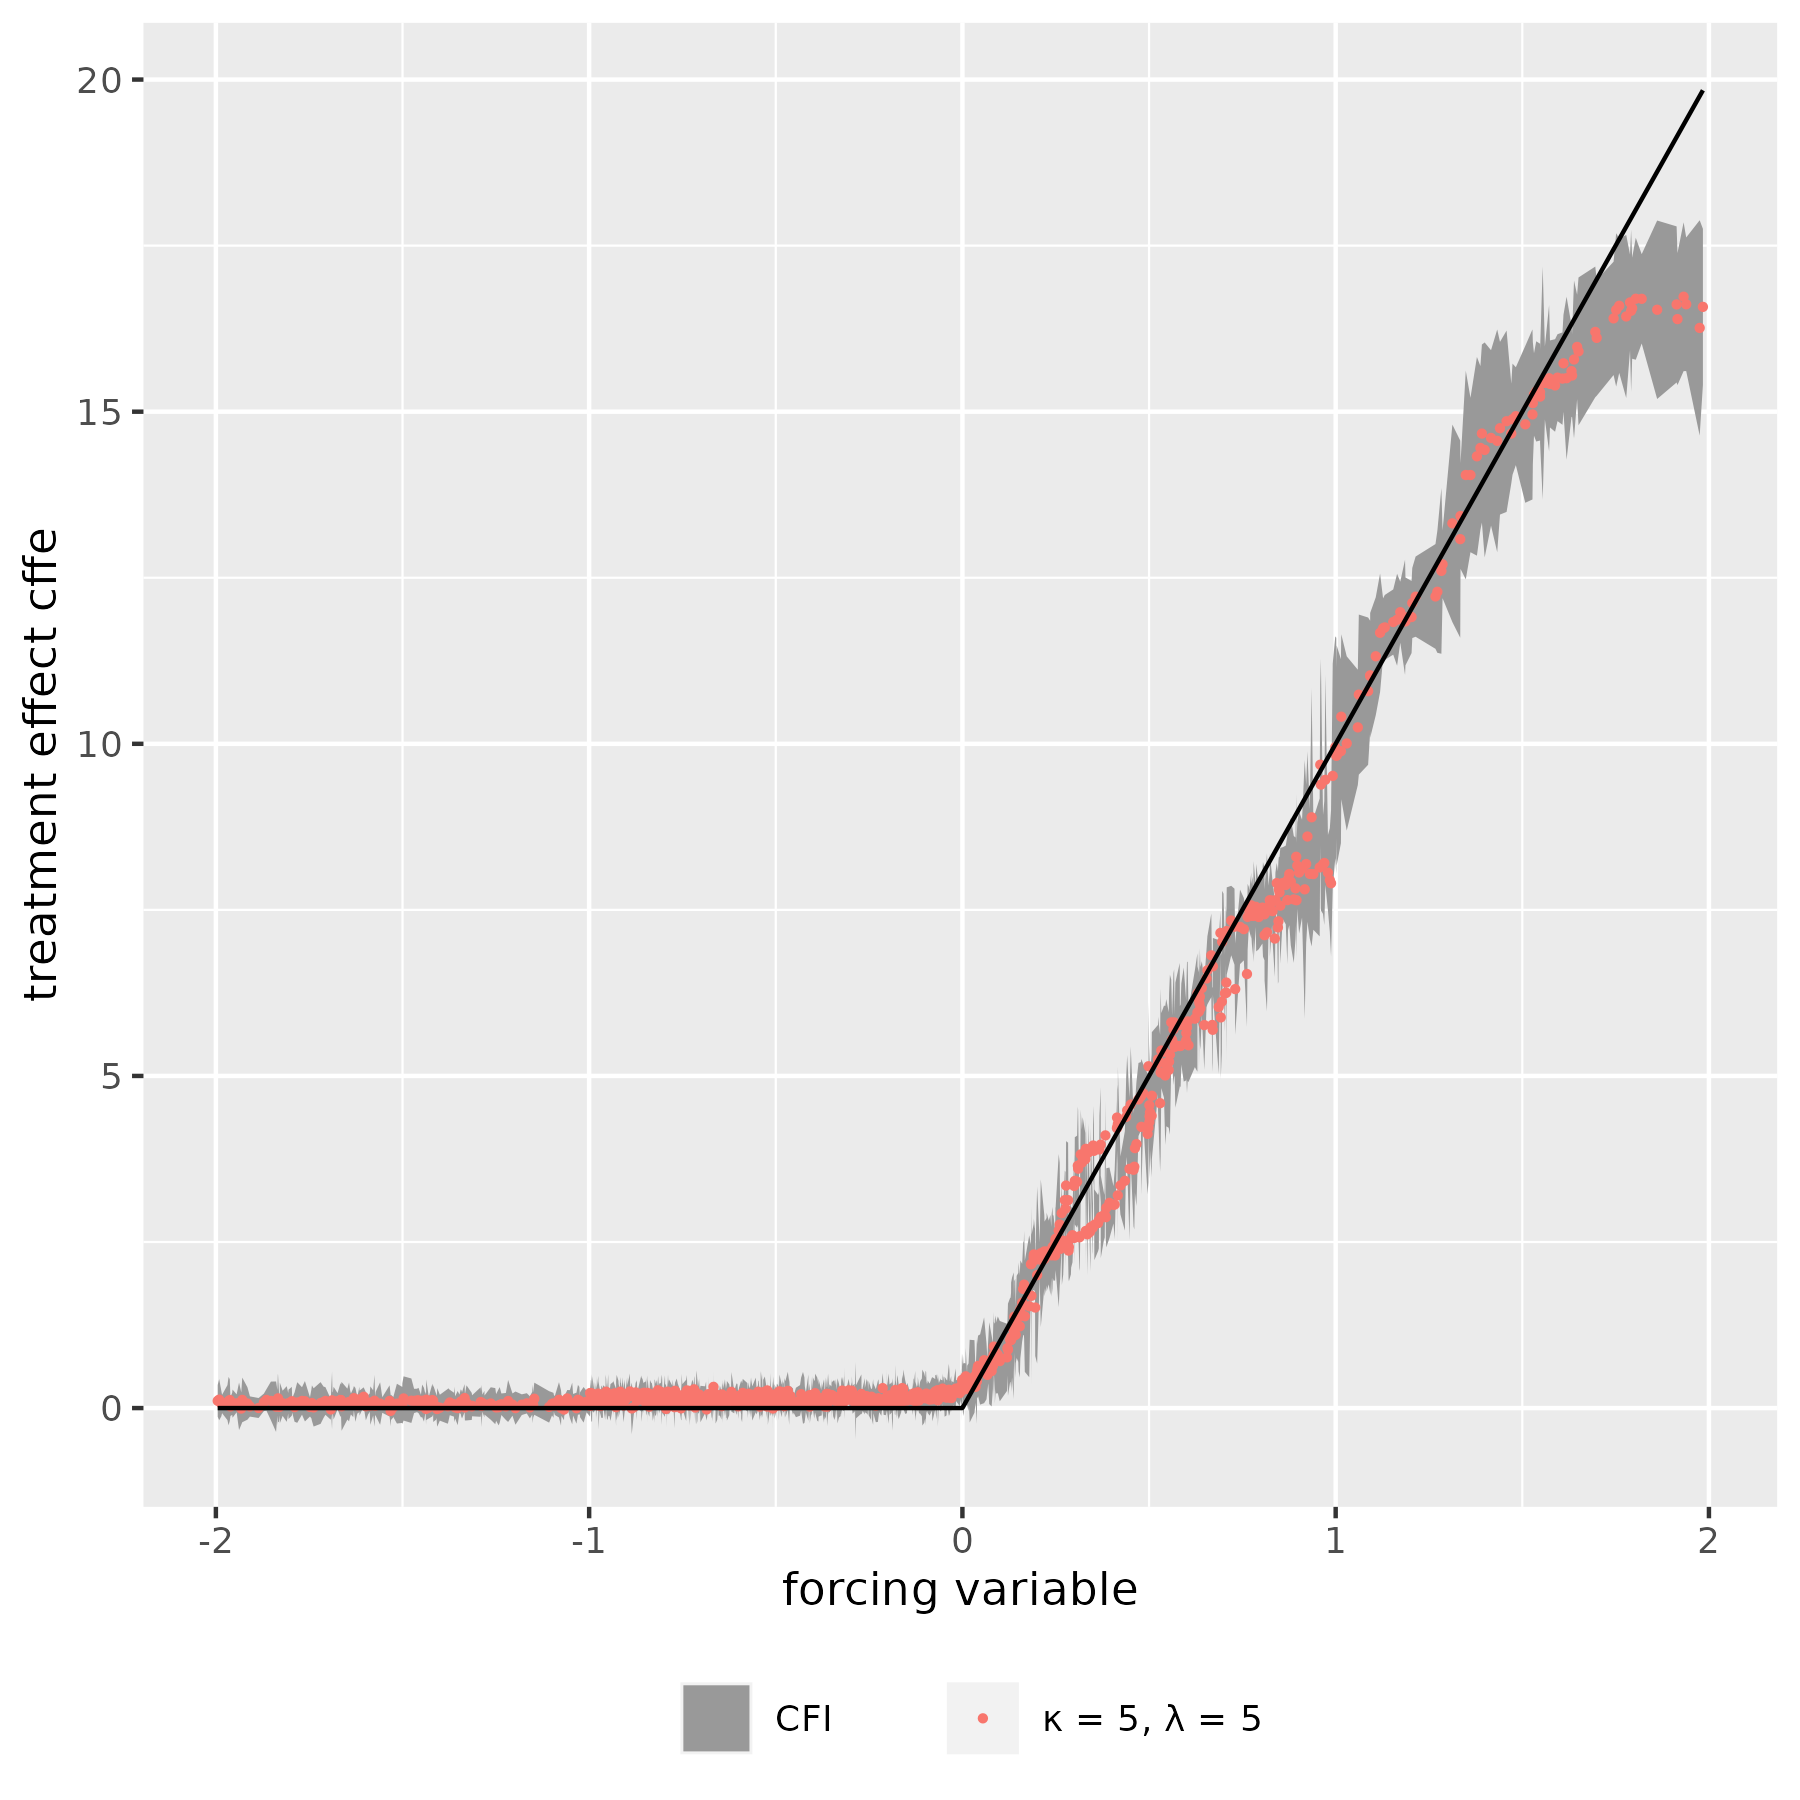 treatment effect cffe
20
15
10
5
0
-2 -1 0 1 2
forcing variable
CFI κ = 5, λ = 5